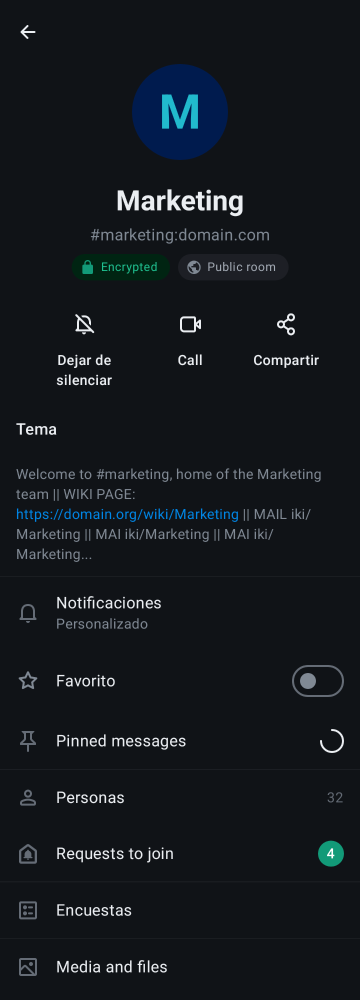 M
Marketing
#marketing:domain.com
Encrypted
Public room
Dejar de
silenciar
Call
Compartir
Tema
Welcome to #marketing, home of the Marketing
team || WIKI PAGE:
https://domain.org/wiki/Marketing || MAIL iki/
Marketing || MAI iki/Marketing || MAI iki/
Marketing...
Notificaciones
Personalizado
Favorito
Pinned messages
Personas
32
Requests to join
4
Encuestas
Media and files